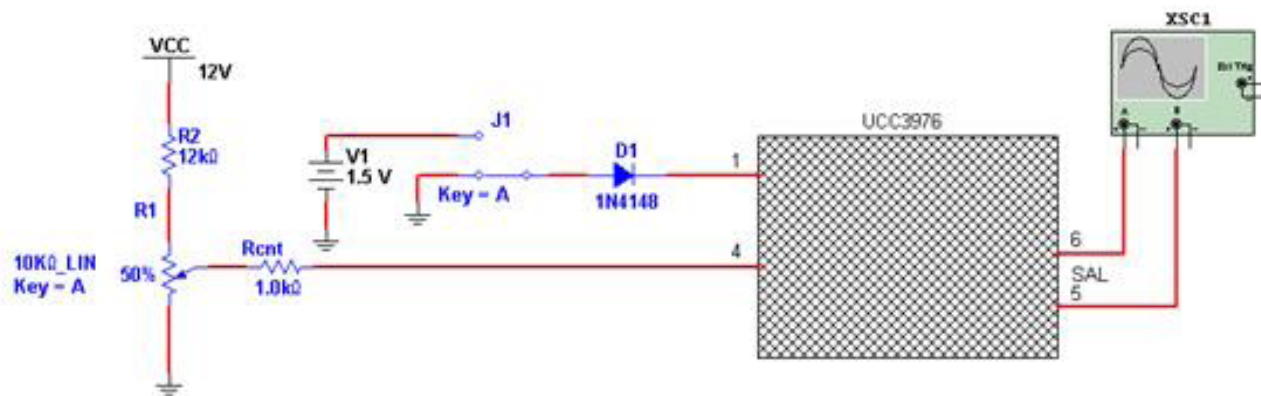 XSC1
Ext Trig
A
B
VCC
12V
R2
12kΩ
R1
10KΩ_LIN
Key = A
50%
Rcnt
1.0kΩ
V1
1.5 V
J1
Key = A
D1
1N4148
UCC3976
1
4
6
SAL
5